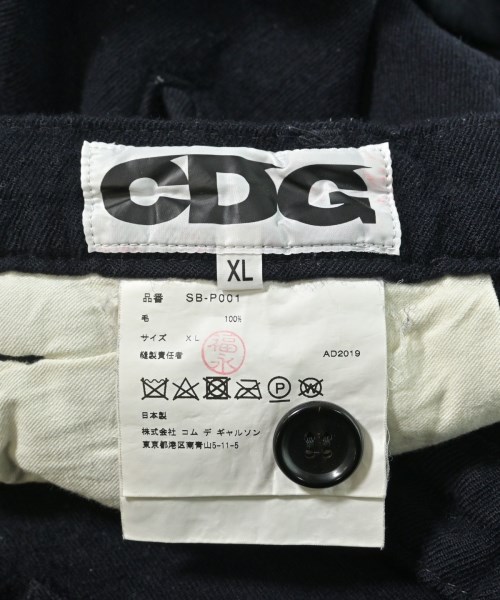 CDG
XL
品番 SB-P001
毛 100%
サイズ XL
縫製責任者 福永 AD2019
P W
日本製
株式会社 コム デ ギャルソン
東京都港区南青山5-11-5